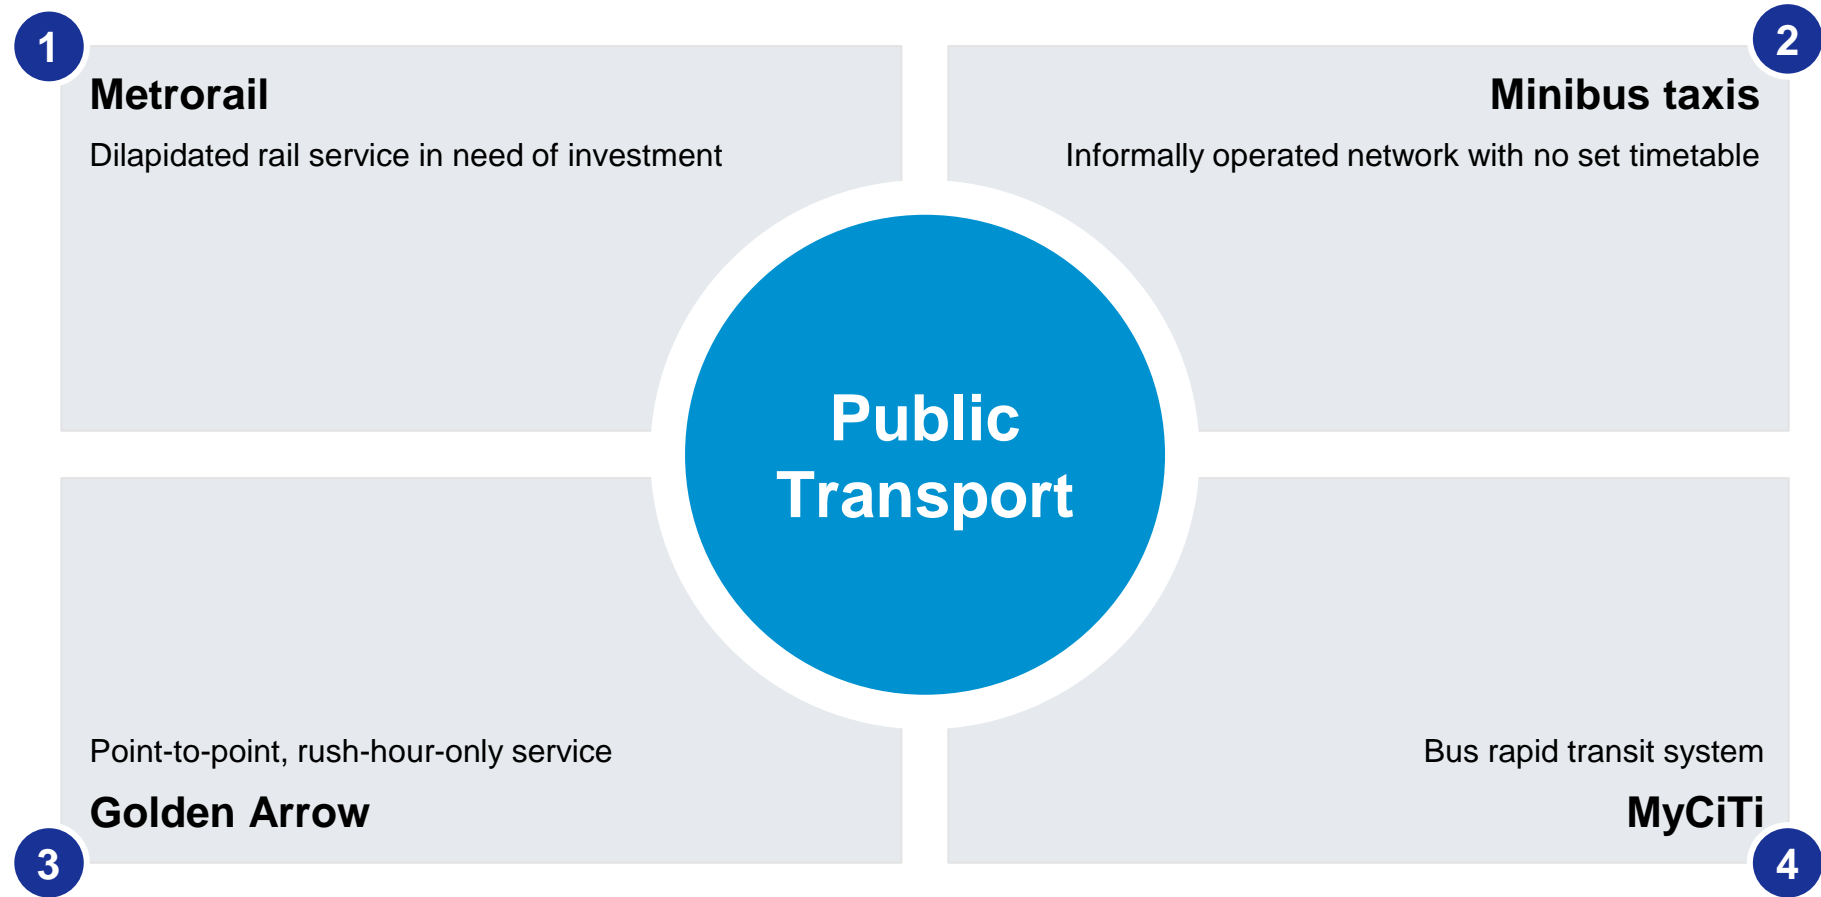 1
Metrorail
Dilapidated rail service in need of investment
2
Minibus taxis
Informally operated network with no set timetable
Public
Transport
Point-to-point, rush-hour-only service
Golden Arrow
3
Bus rapid transit system
MyCiTi
4